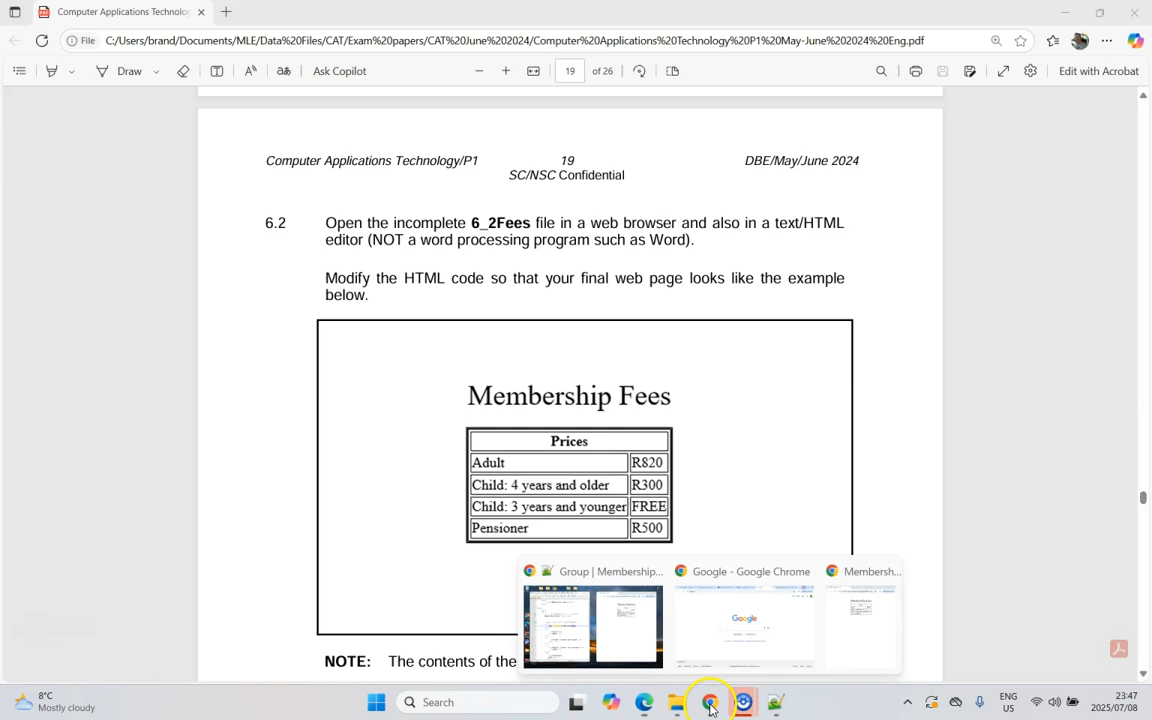 Computer Applications Technolog
File
C:/Users/brand/Documents/MLE/Data%20Files/CAT/Exam%20papers/CAT%20June%202024/Computer%20Applications%20Technology%20P1%20May-June%202024%20Eng.pdf
Draw
Ask Copilot
19 of 26
Edit with Acrobat
Computer Applications Technology/P1 19 DBE/May/June 2024
SC/NSC Confidential
6.2 Open the incomplete 6_2Fees file in a web browser and also in a text/HTML
editor (NOT a word processing program such as Word).
Modify the HTML code so that your final web page looks like the example
below.
Membership Fees
Prices
Adult R820
Child: 4 years and older R300
Child: 3 years and younger FREE
Pensioner R500
Group | Membership...
Google - Google Chrome
Membersh...
Google
NOTE: The contents of the
8°C
Mostly cloudy
Search
ENG
US
23:47
2025/07/08